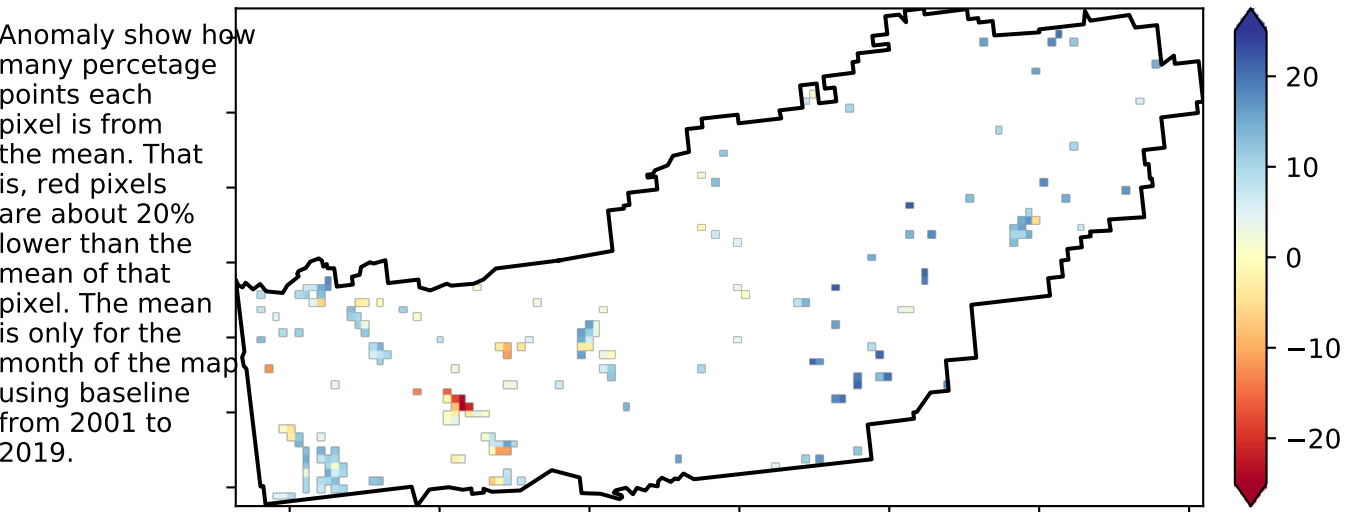 Anomaly show how
many percetage
points each
pixel is from
the mean. That
is, red pixels
are about 20%
lower than the
mean of that
pixel. The mean
is only for the
month of the map
using baseline
from 2001 to
2019.
20
10
0
−10
−20